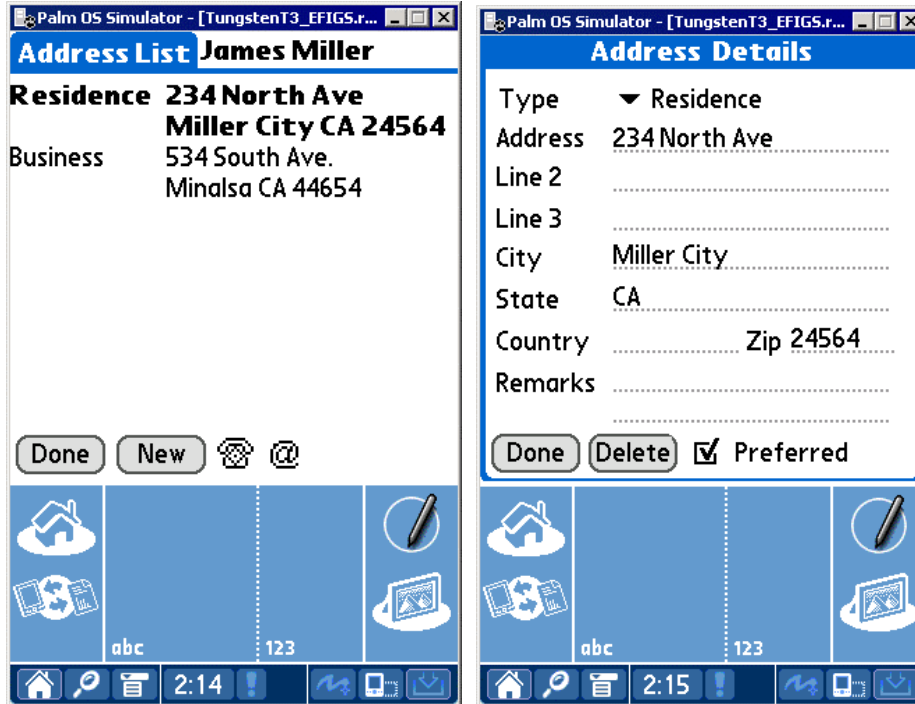 Palm OS Simulator - [TungstenT3_EFIGS.r...
Address List James Miller
Residence 234 North Ave
Miller City CA 24564
Business 534 South Ave.
Minalsa CA 44654
Done New @
abc 123
2:14
Palm OS Simulator - [TungstenT3_EFIGS.r...
Address Details
Type Residence
Address 234 North Ave
Line 2
Line 3
City Miller City
State CA
Country Zip 24564
Remarks
Done Delete Preferred
abc 123
2:15